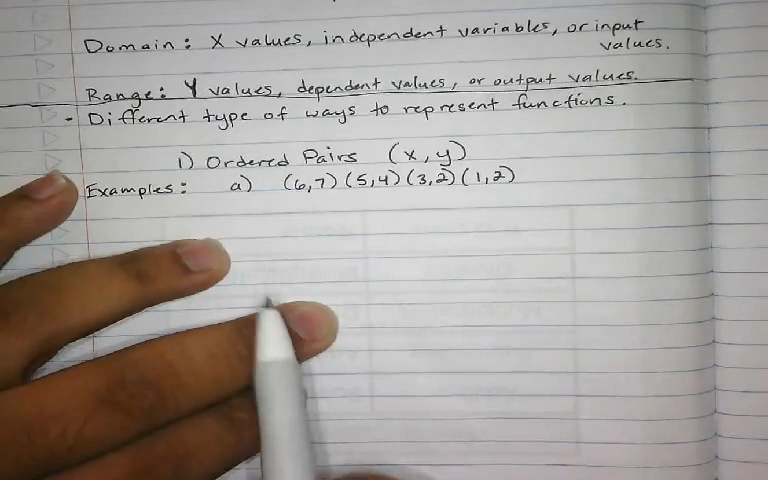 Domain: X values, independent variables, or input
values.
Range: Y values, dependent values, or output values.
- Different type of ways to represent functions.
1) Ordered Pairs (x,y)
Examples: a) (6,7) (5,4) (3,2) (1,2)